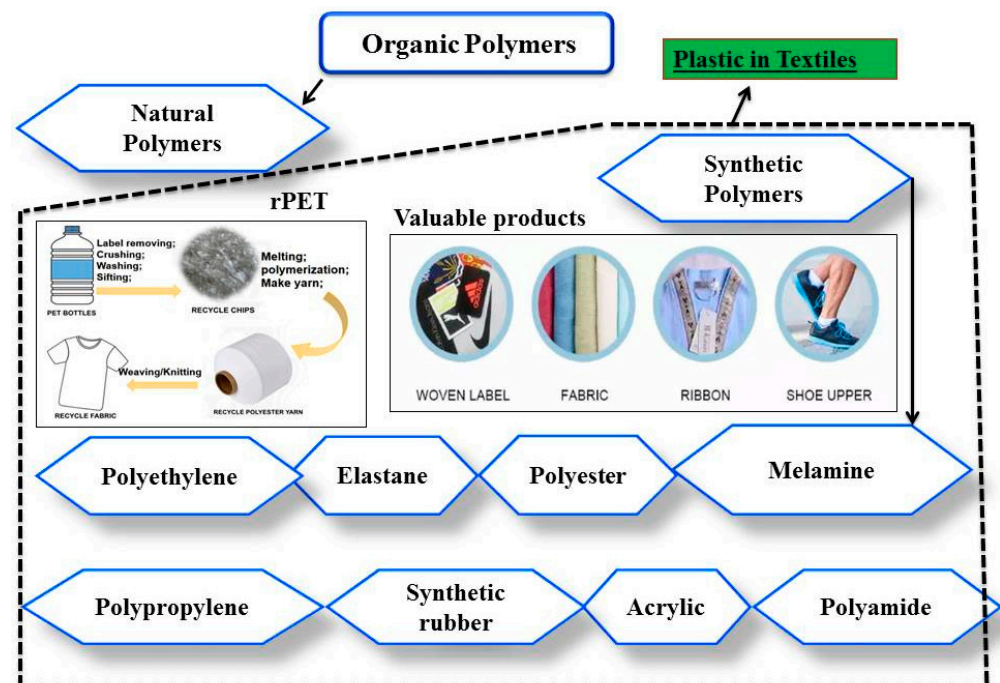 Organic Polymers
Plastic in Textiles
Natural
Polymers
Synthetic
Polymers
rPET
Label removing;
Crushing;
Washing;
Sifting;
PET BOTTLES
RECYCLE CHIPS
Melting;
polymerization;
Make yarn;
Weaving/Knitting
RECYCLE FABRIC
RECYCLE POLYESTER YARN
Valuable products
WOVEN LABEL
FABRIC
RIBBON
SHOE UPPER
Polyethylene
Elastane
Polyester
Melamine
Polypropylene
Synthetic
rubber
Acrylic
Polyamide